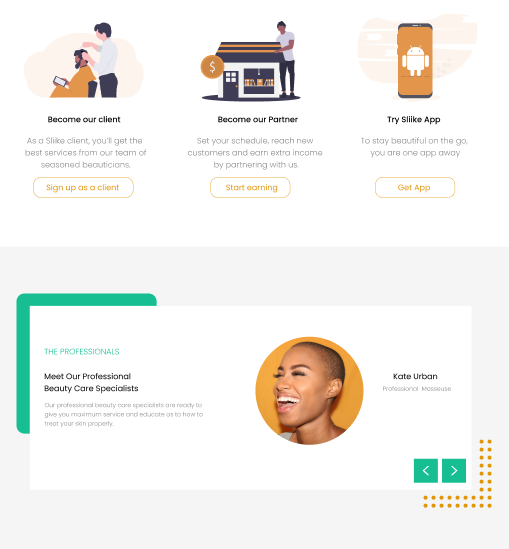 $
Become our client
As a Sliike client, you'll get the
best services from our team of
seasoned beauticians.
Sign up as a client
Become our Partner
Set your schedule, reach new
customers and earn extra income
by partnering with us.
Start earning
Try Sliike App
To stay beautiful on the go,
you are one app away
Get App
THE PROFESSIONALS
Meet Our Professional
Beauty Care Specialists
Our professional beauty care specialists are ready to
give you maximum service and educate as to how to
treat your skin properly.
Kate Urban
Professional Masseuse